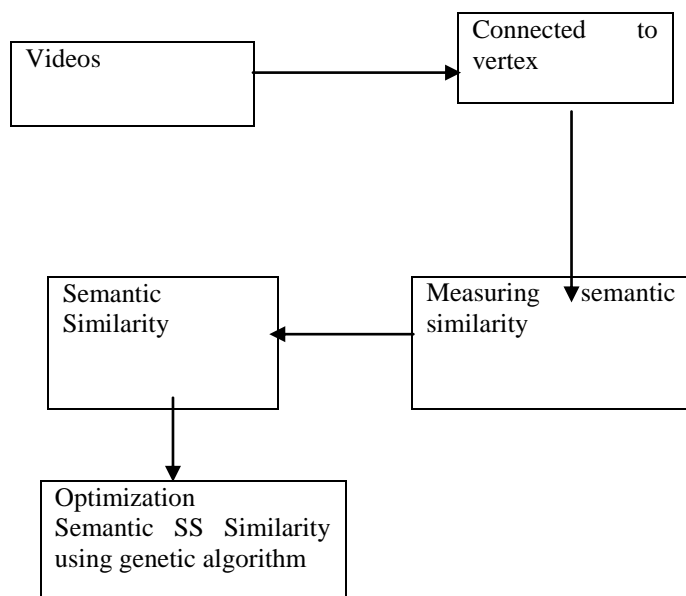 Videos
Connected to
vertex
Measuring semantic
similarity
Semantic
Similarity
Optimization
Semantic SS Similarity
using genetic algorithm